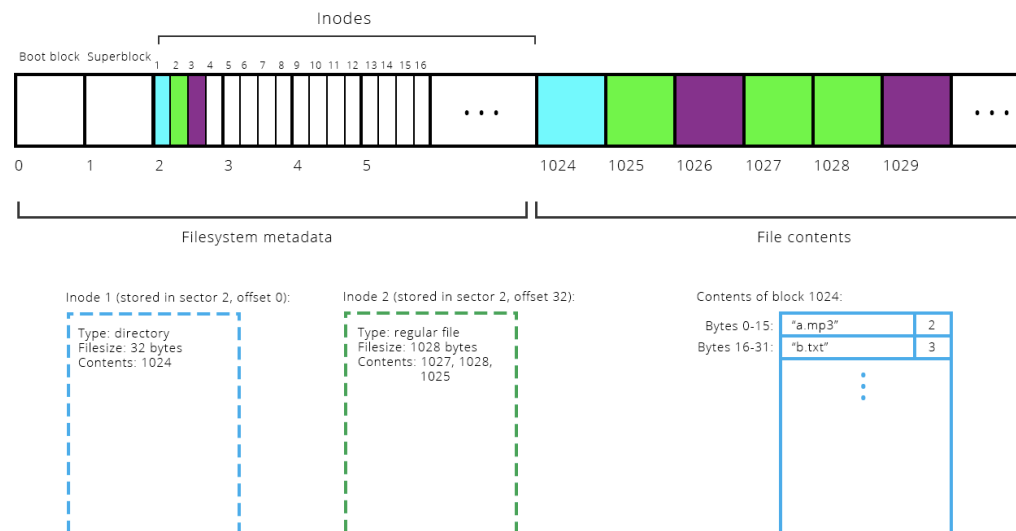 Inodes
Boot block Superblock
1 2 3 4 5 6 7 8 9 10 11 12 13 14 15 16
...
...
0 1 2 3 4 5 1024 1025 1026 1027 1028 1029
Filesystem metadata
File contents
Inode 1 (stored in sector 2, offset 0):
Type: directory
Filesize: 32 bytes
Contents: 1024
Inode 2 (stored in sector 2, offset 32):
Type: regular file
Filesize: 1028 bytes
Contents: 1027, 1028,
1025
Contents of block 1024:
Bytes 0-15: “a.mp3” 2
Bytes 16-31: “b.txt” 3